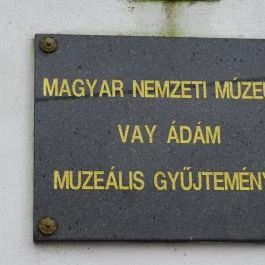 MAGYAR NEMZETI MÚZEU
VAY ÁDÁM
MUZEÁLIS GYŰJTEMÉNY